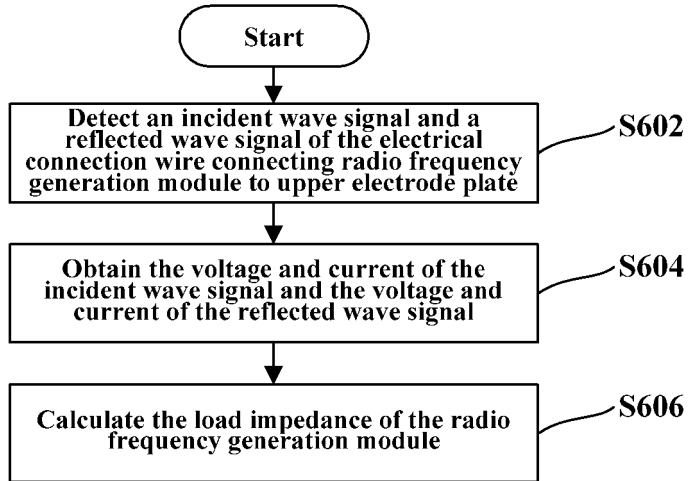 Start
Detect an incident wave signal and a
reflected wave signal of the electrical
connection wire connecting radio frequency
generation module to upper electrode plate
S602
Obtain the voltage and current of the
incident wave signal and the voltage and
current of the reflected wave signal
S604
Calculate the load impedance of the radio
frequency generation module
S606